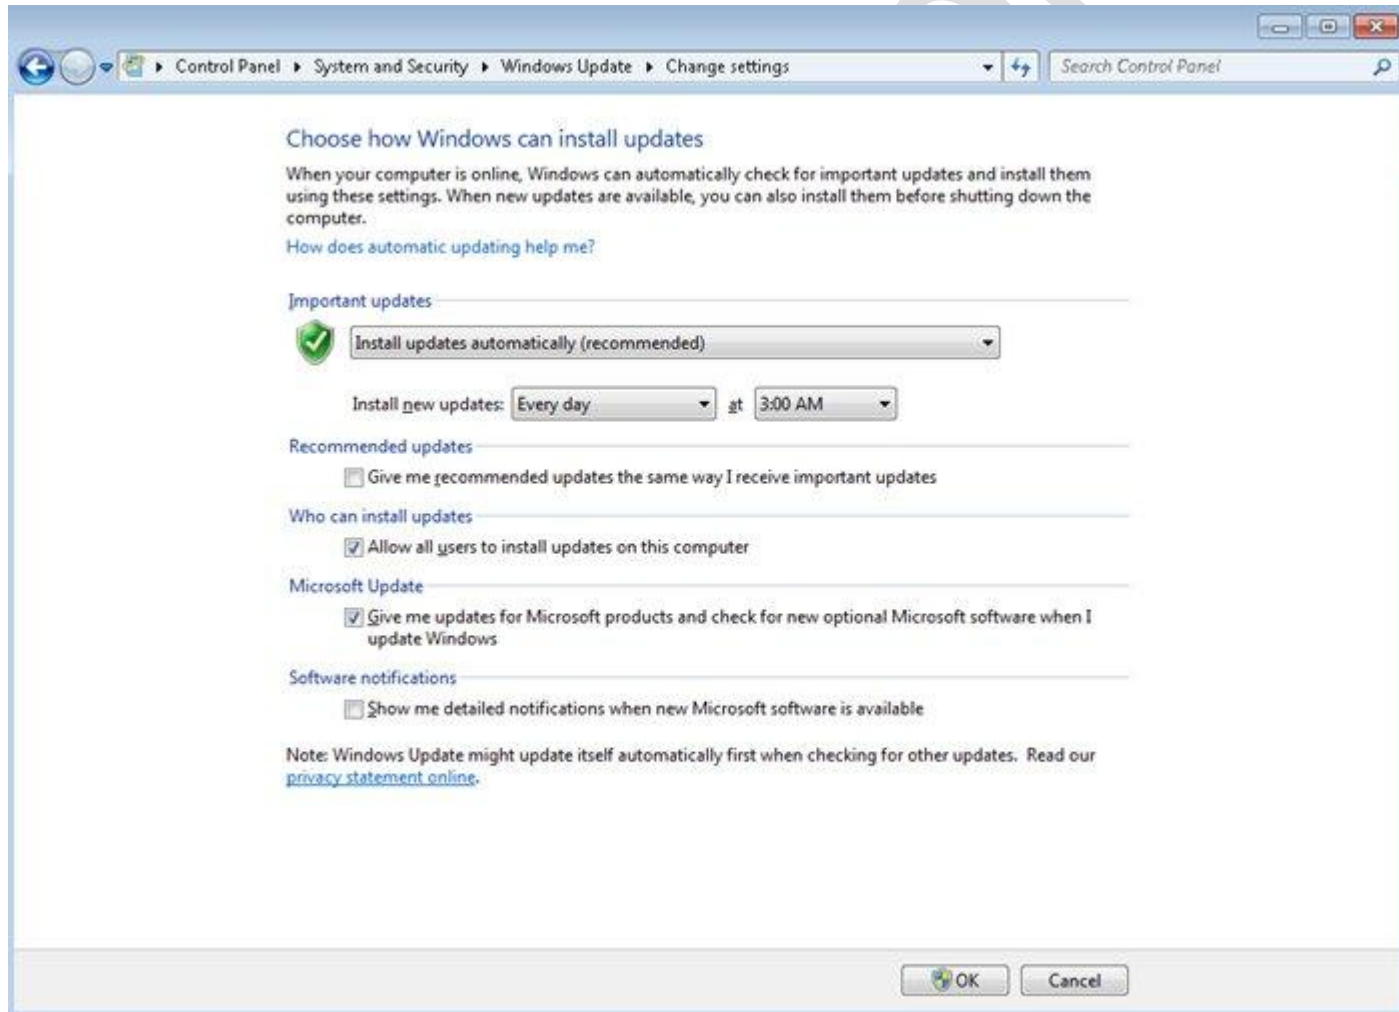 Control Panel ▸ System and Security ▸ Windows Update ▸ Change settings
Search Control Panel
Choose how Windows can install updates
When your computer is online, Windows can automatically check for important updates and install them
using these settings. When new updates are available, you can also install them before shutting down the
computer.
How does automatic updating help me?
Important updates
Install updates automatically (recommended)
Install new updates: Every day at 3:00 AM
Recommended updates
Give me recommended updates the same way I receive important updates
Who can install updates
Allow all users to install updates on this computer
Microsoft Update
Give me updates for Microsoft products and check for new optional Microsoft software when I
update Windows
Software notifications
Show me detailed notifications when new Microsoft software is available
Note: Windows Update might update itself automatically first when checking for other updates. Read our
privacy statement online.
OK Cancel